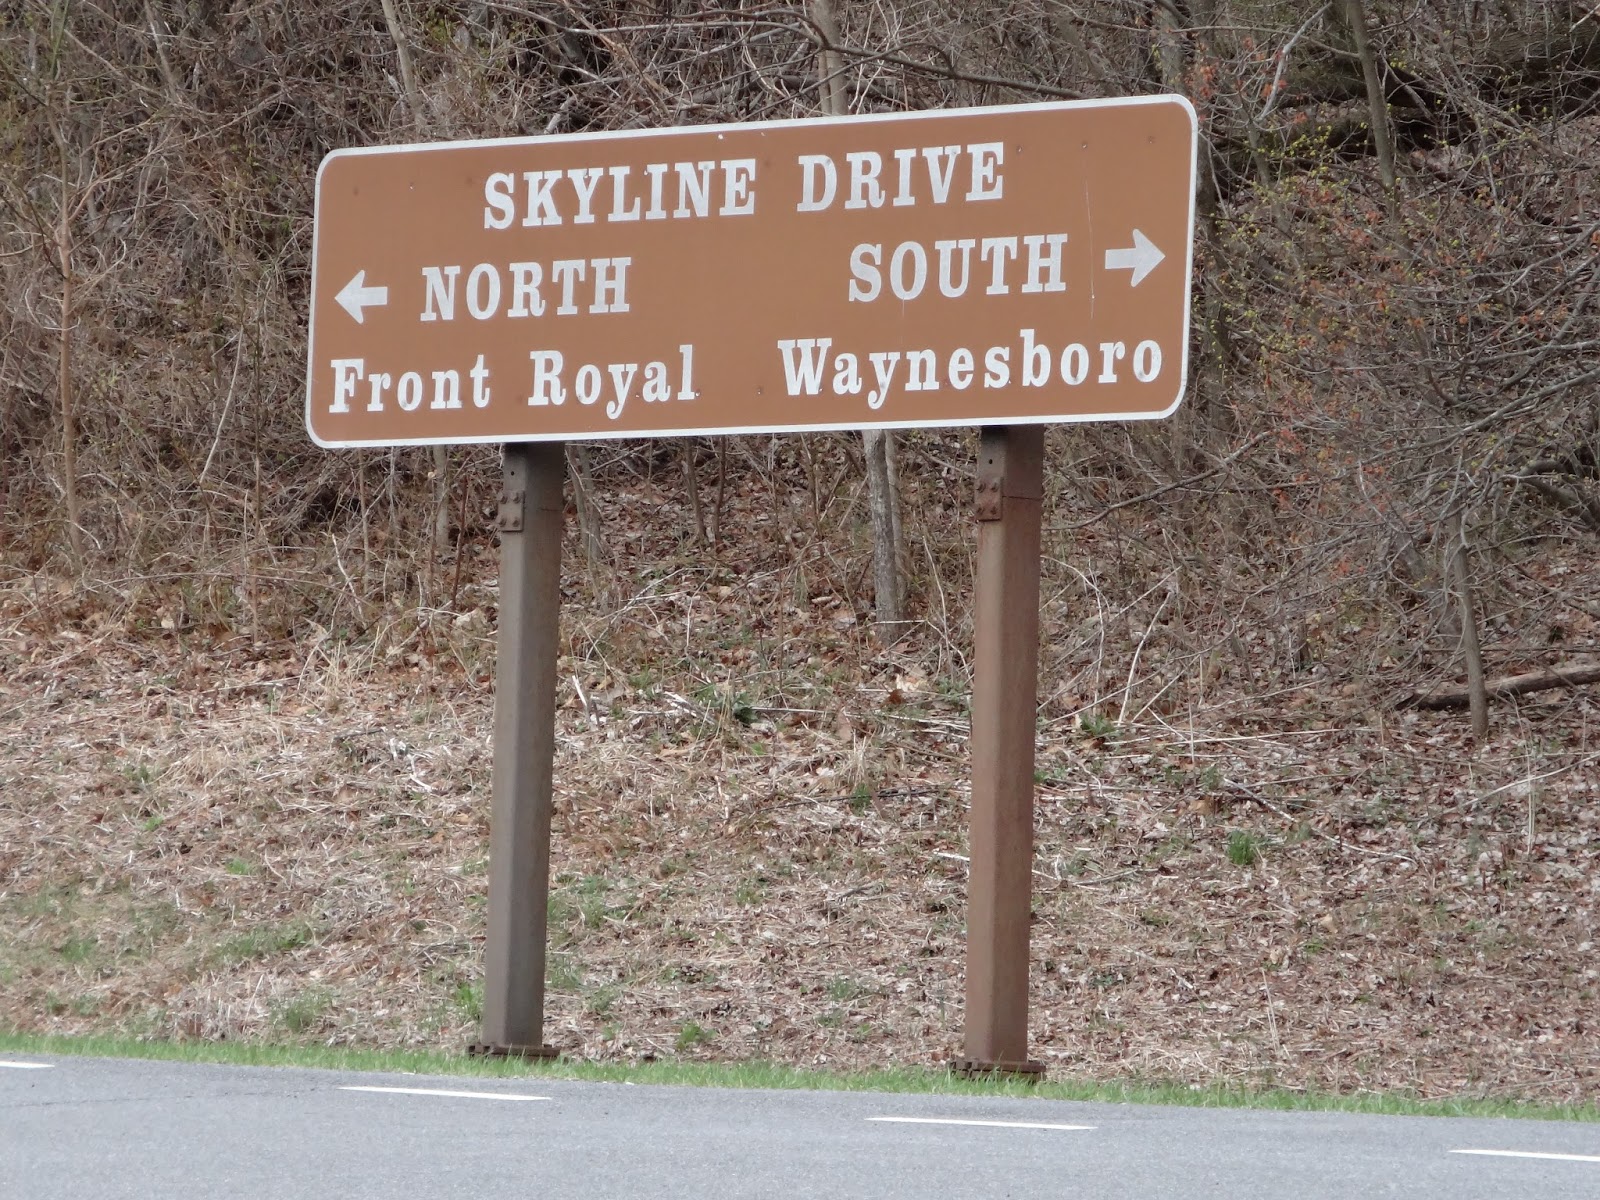 SKYLINE DRIVE
← NORTH SOUTH →
Front Royal Waynesboro